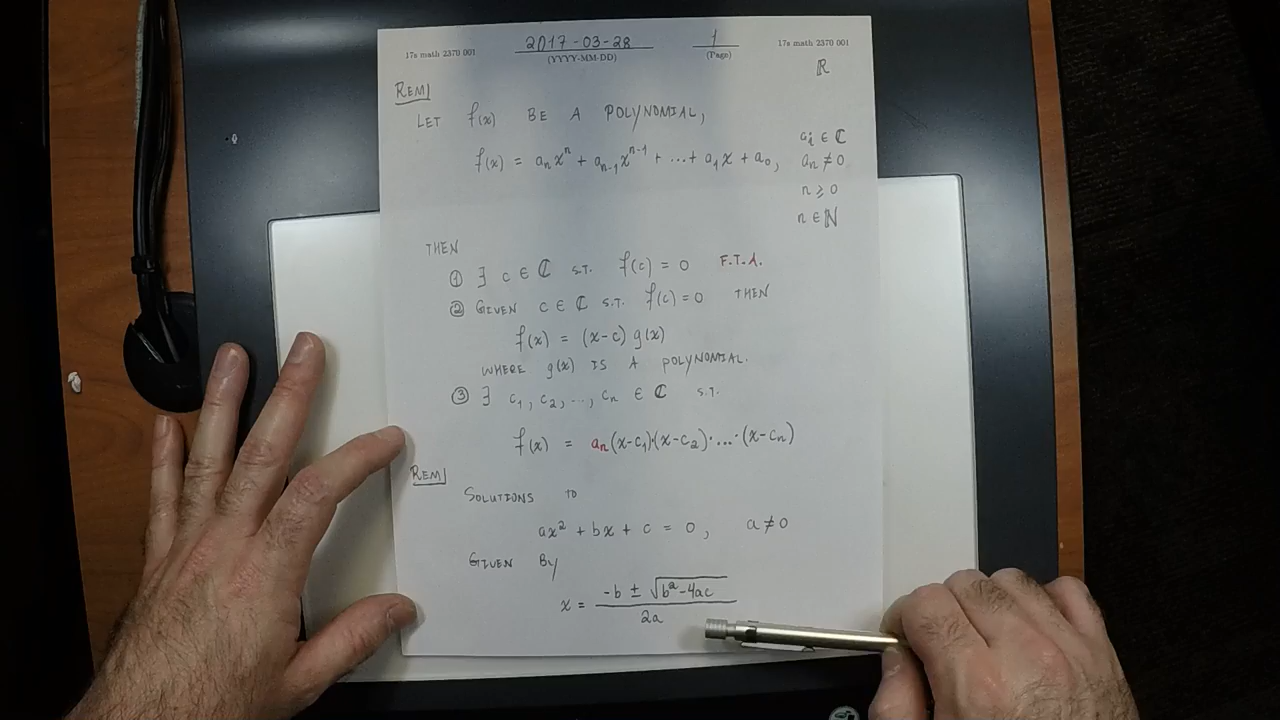 17s math 2370 001 2017-03-28 1 17s math 2370 001
(YYYY-MM-DD) (Page)
ℝ
REM
LET f(x) BE A POLYNOMIAL,
f(x) = aₙxⁿ + aₙ₋₁xⁿ⁻¹ + ... + a₁x + a₀,
aᵢ ∈ ℂ
aₙ ≠ 0
n ⩾ 0
n ∈ ℕ
THEN
① ∃ c ∈ ℂ S.T. f(c) = 0 F.T.A.
② GIVEN c ∈ ℂ S.T. f(c) = 0 THEN
f(x) = (x-c) g(x)
WHERE g(x) IS A POLYNOMIAL.
③ ∃ c₁, c₂, ..., cₙ ∈ ℂ S.T.
f(x) = aₙ(x-c₁)·(x-c₂)·...·(x-cₙ)
REM
SOLUTIONS TO
ax² + bx + c = 0, a ≠ 0
GIVEN BY
x = (-b ± √(b²-4ac))/2a